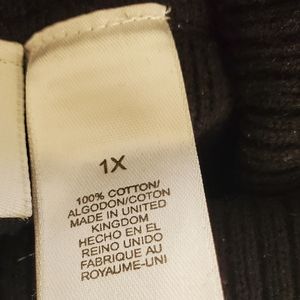 1X
100% COTTON/
ALGODON/COTON
MADE IN UNITED
KINGDOM
HECHO EN EL
REINO UNIDO
FABRIQUE AU
ROYAUME-UNI